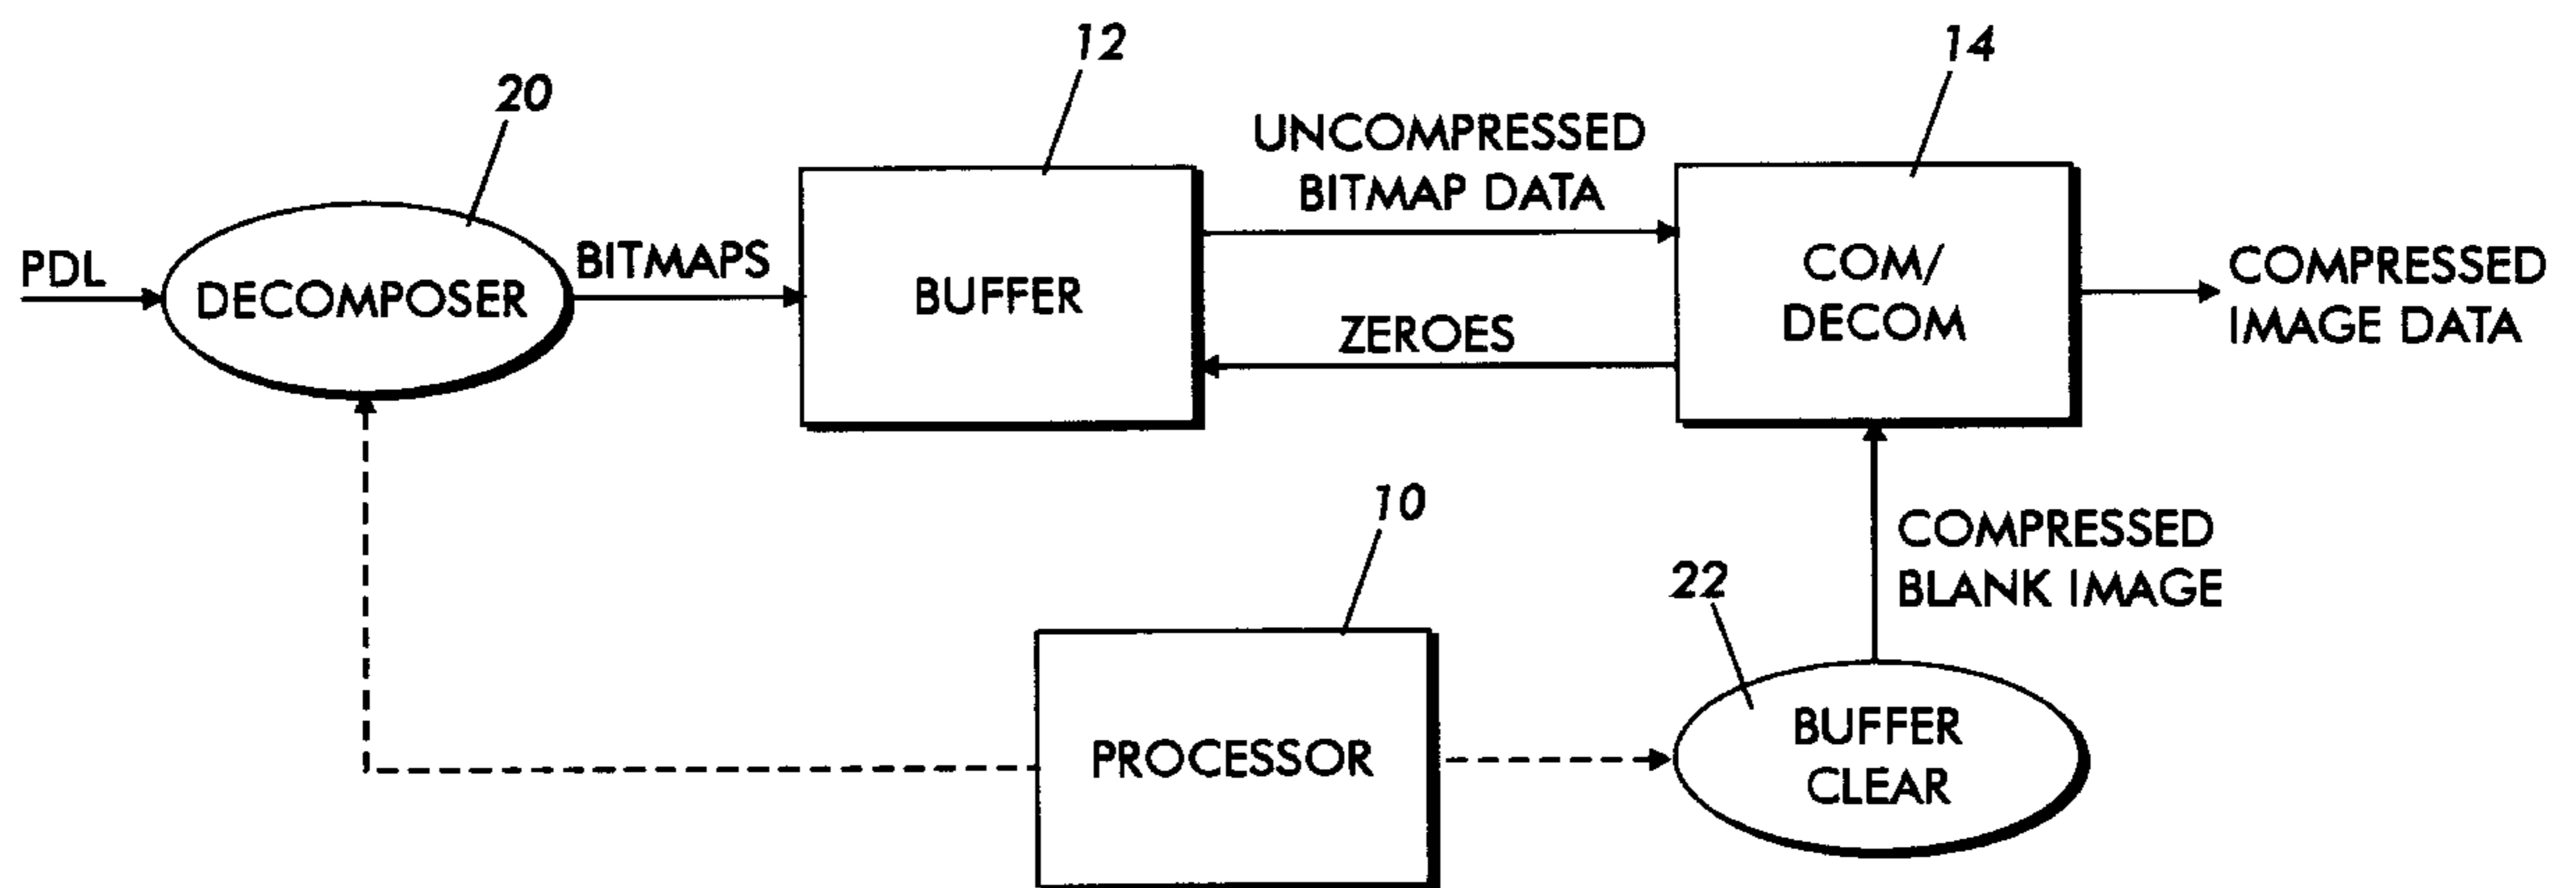 12
14
20
UNCOMPRESSED
BITMAP DATA
PDL
DECOMPOSER
BITMAPS
BUFFER
COM/
DECOM
COMPRESSED
IMAGE DATA
ZEROES
10
COMPRESSED
BLANK IMAGE
22
PROCESSOR
BUFFER
CLEAR